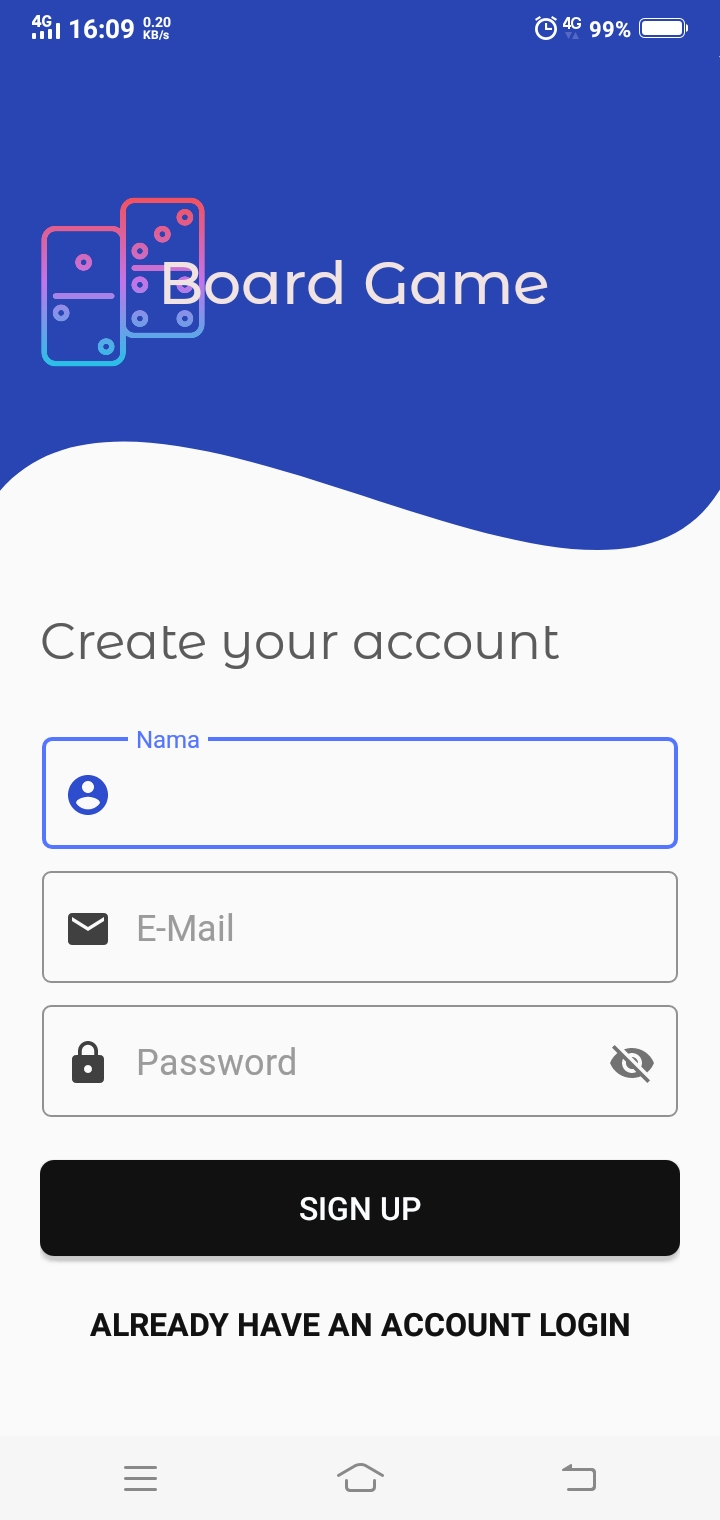 4G 16:09 0.20 KB/s 4G 99%
Board Game
Create your account
Nama
E-Mail
Password
SIGN UP
ALREADY HAVE AN ACCOUNT LOGIN